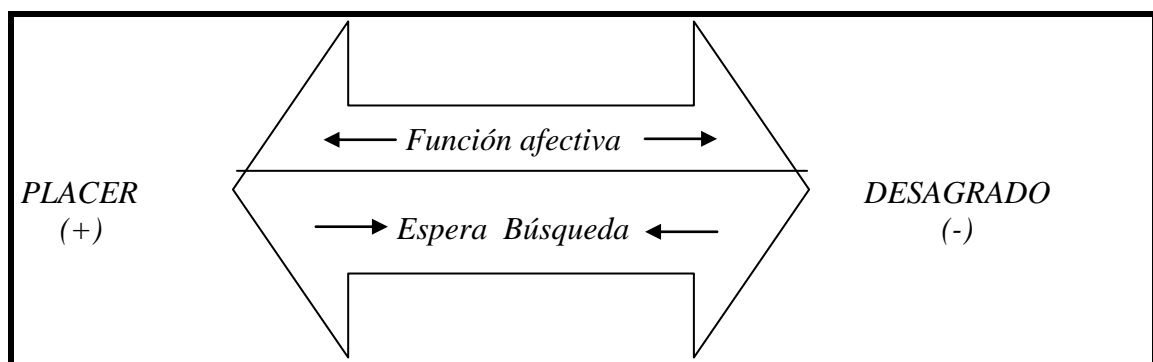 Función afectiva
PLACER
(+)
Espera Búsqueda
DESAGRADO
(-)